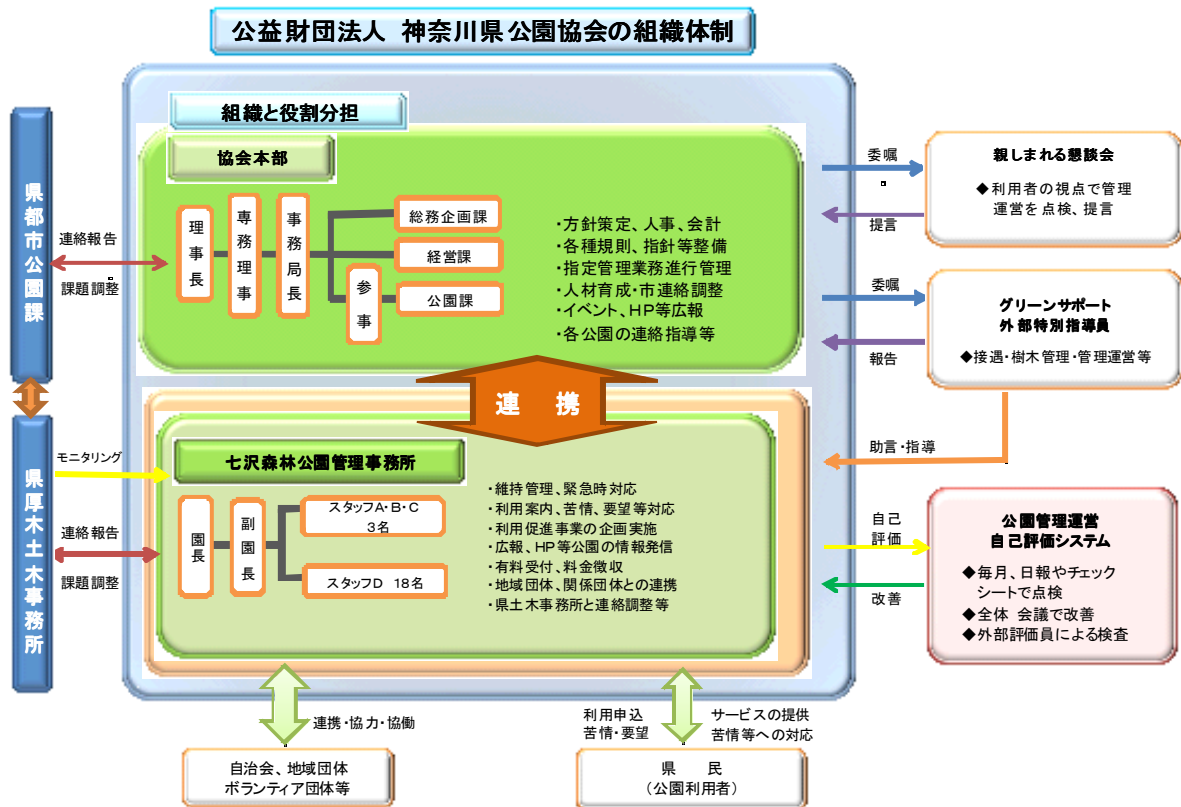 公益財団法人 神奈川県公園協会の組織体制
組織と役割分担
協会本部
理事長
専務理事
事務局長
参事
総務企画課
経営課
公園課
・方針策定、人事、会計
・各種規則、指針等整備
・指定管理業務進行管理
・人材育成・市連絡調整
・イベント、HP等広報
・各公園の連絡指導等
県都市公園課
連絡報告
課題調整
連 携
県厚木土木事務所
モニタリング
連絡報告
課題調整
七沢森林公園管理事務所
園長
副園長
スタッフA・B・C
3名
スタッフD 18名
・維持管理、緊急時対応
・利用案内、苦情、要望等対応
・利用促進事業の企画実施
・広報、HP等公園の情報発信
・有料受付、料金徴収
・地域団体、関係団体との連携
・県土木事務所と連絡調整等
委嘱
提言
親しまれる懇談会
◆利用者の視点で管理
運営を点検、提言
委嘱
報告
グリーンサポート
外部特別指導員
◆接遇・樹木管理・管理運営等
助言・指導
自己
評価
改善
公園管理運営
自己評価システム
◆毎月、日報やチェック
シートで点検
◆全体 会議で改善
◆外部評価員による検査
連携・協力・協働
自治会、地域団体
ボランティア団体等
利用申込
苦情・要望
サービスの提供
苦情等への対応
県 民
(公園利用者)